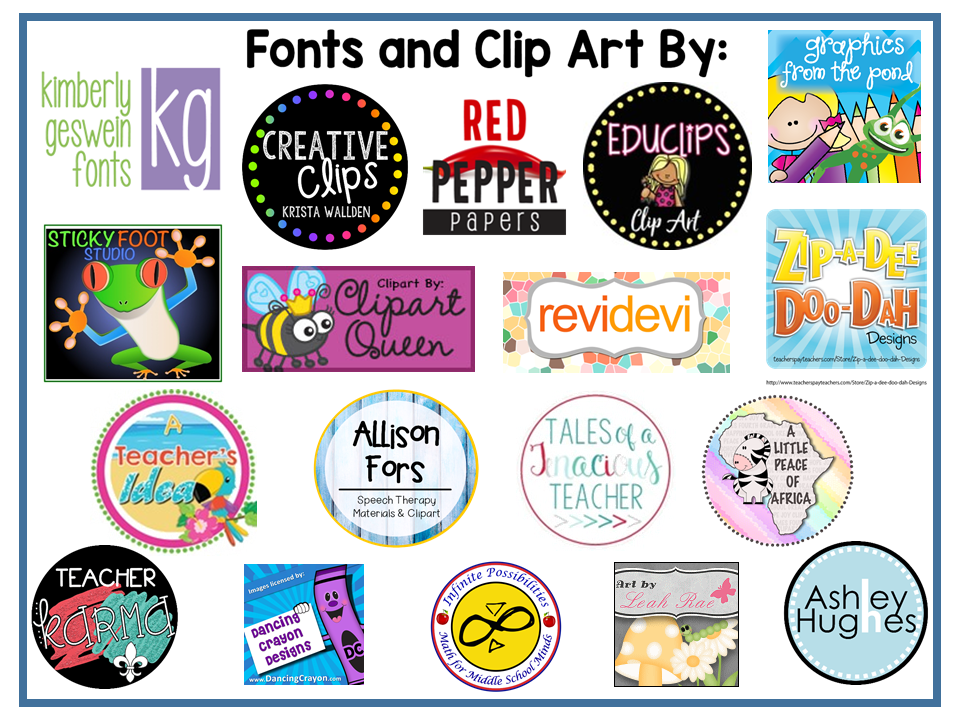 Fonts and Clip Art By:
kimberly
geswein
fonts
kg
CREATIVE
Clips
KRISTA WALLDEN
RED
PEPPER
PAPERS
EDUCLIPS
Clip Art
graphics
from the pond
STICKY FOOT
STUDIO
Clipart By:
Clipart
Queen
revidevi
ZIP-A-DEE
DOO-DAH
Designs
teacherspayteachers.com/Store/Zip-a-dee-doo-dah-Designs
http://www.teacherspayteachers.com/Store/Zip-a-dee-doo-dah-Designs
A
Teacher's
Idea
Allison
Fors
Speech Therapy
Materials & Clipart
TALES of a
Tenacious
TEACHER
A
LITTLE
PEACE
OF
AFRICA
TEACHER
KARMA
Images licensed by:
Dancing
Crayon
Designs
DC
www.DancingCrayon.com
Infinite Possibilities
Math for Middle School Minds
Art by
Leah Rae
Ashley
Hughes